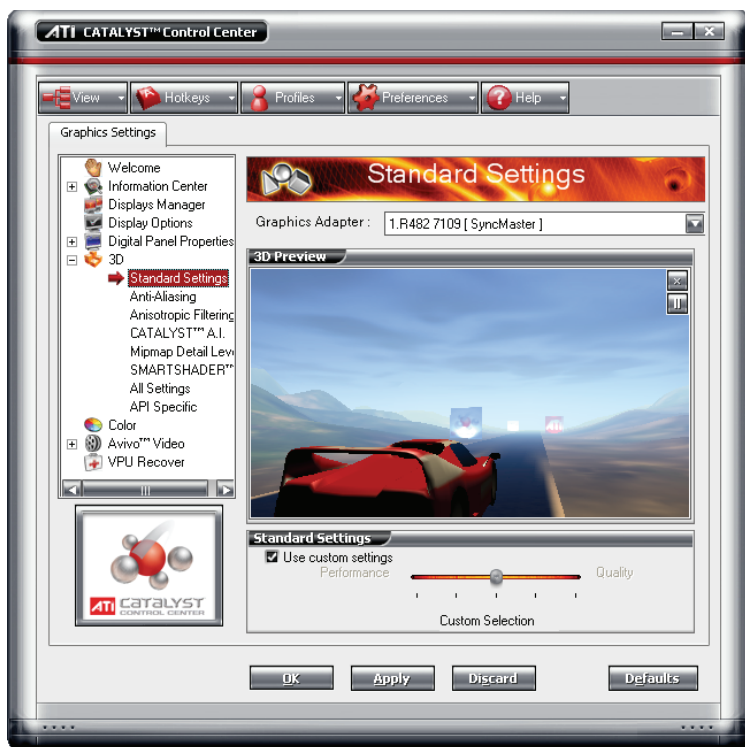 ATI CATALYST™ Control Center
View
Hotkeys
Profiles
Preferences
Help
Graphics Settings
Welcome
Information Center
Displays Manager
Display Options
Digital Panel Properties
3D
Standard Settings
Anti-Aliasing
Anisotropic Filtering
CATALYST™ A.I.
Mipmap Detail Lev
SMARTSHADER™
All Settings
API Specific
Color
Avivo™ Video
VPU Recover
ATI CATALYST
CONTROL CENTER
Standard Settings
Graphics Adapter :
1.R482 7109 [ SyncMaster ]
3D Preview
ATI
Standard Settings
Use custom settings
Performance
Quality
Custom Selection
OK
Apply
Discard
Defaults